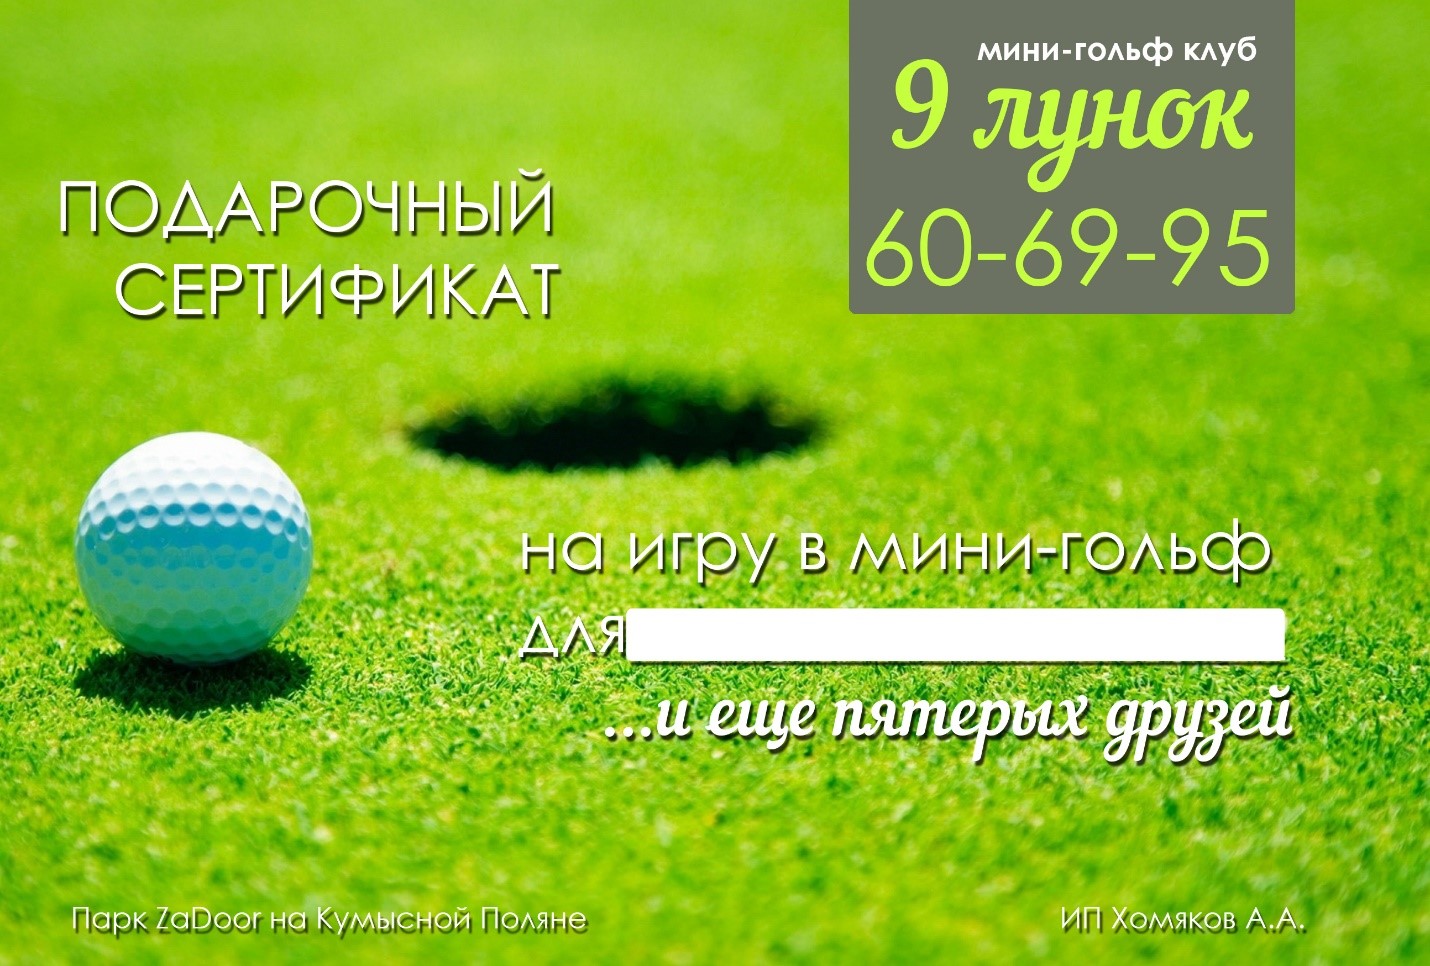 мини-гольф клуб
9 лунок
60-69-95
ПОДАРОЧНЫЙ
СЕРТИФИКАТ
на игру в мини-гольф
для
...и еще пятерых друзей
Парк ZaDoor на Кумысной Поляне
ИП Хомяков А.А.